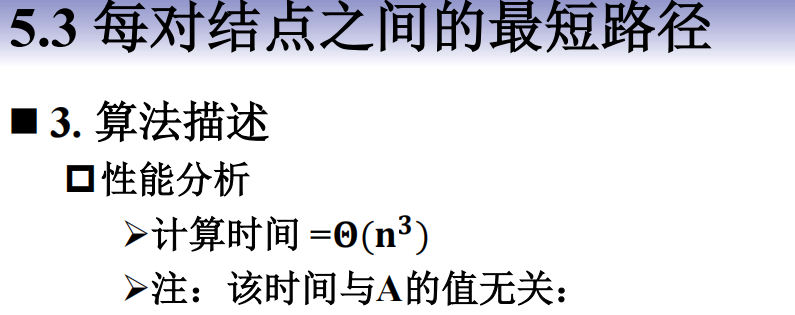 5.3 每对结点之间的最短路径
■ 3. 算法描述
性能分析
➢计算时间 =Θ(n³)
➢注：该时间与A的值无关：